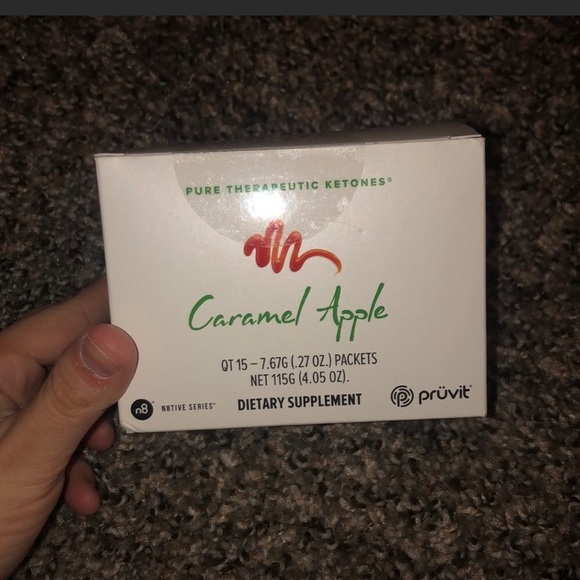 PURE THERAPEUTIC KETONES®
Caramel Apple
QT 15 – 7.67G (.27 OZ.) PACKETS
NET 115G (4.05 OZ).
n8 N8TIVE SERIES™
DIETARY SUPPLEMENT
prüvit